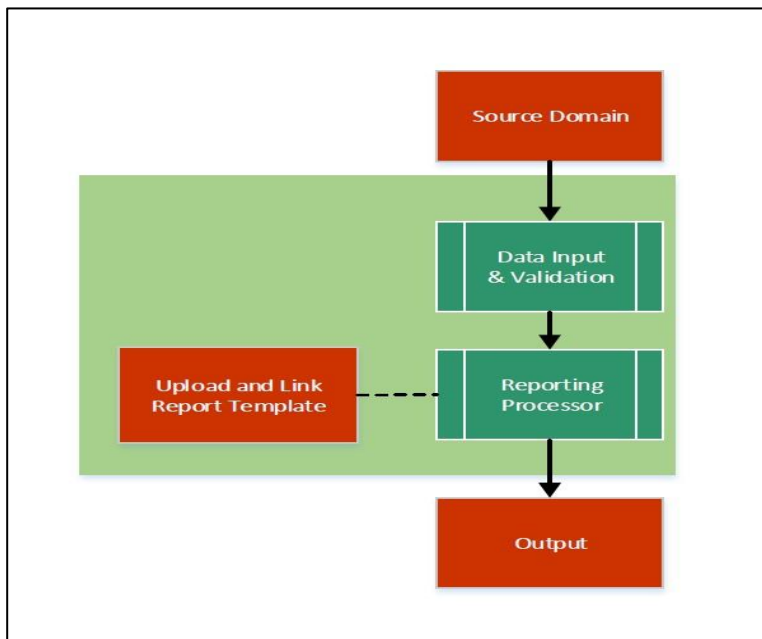 Source Domain
Data Input
& Validation
Upload and Link
Report Template
Reporting
Processor
Output